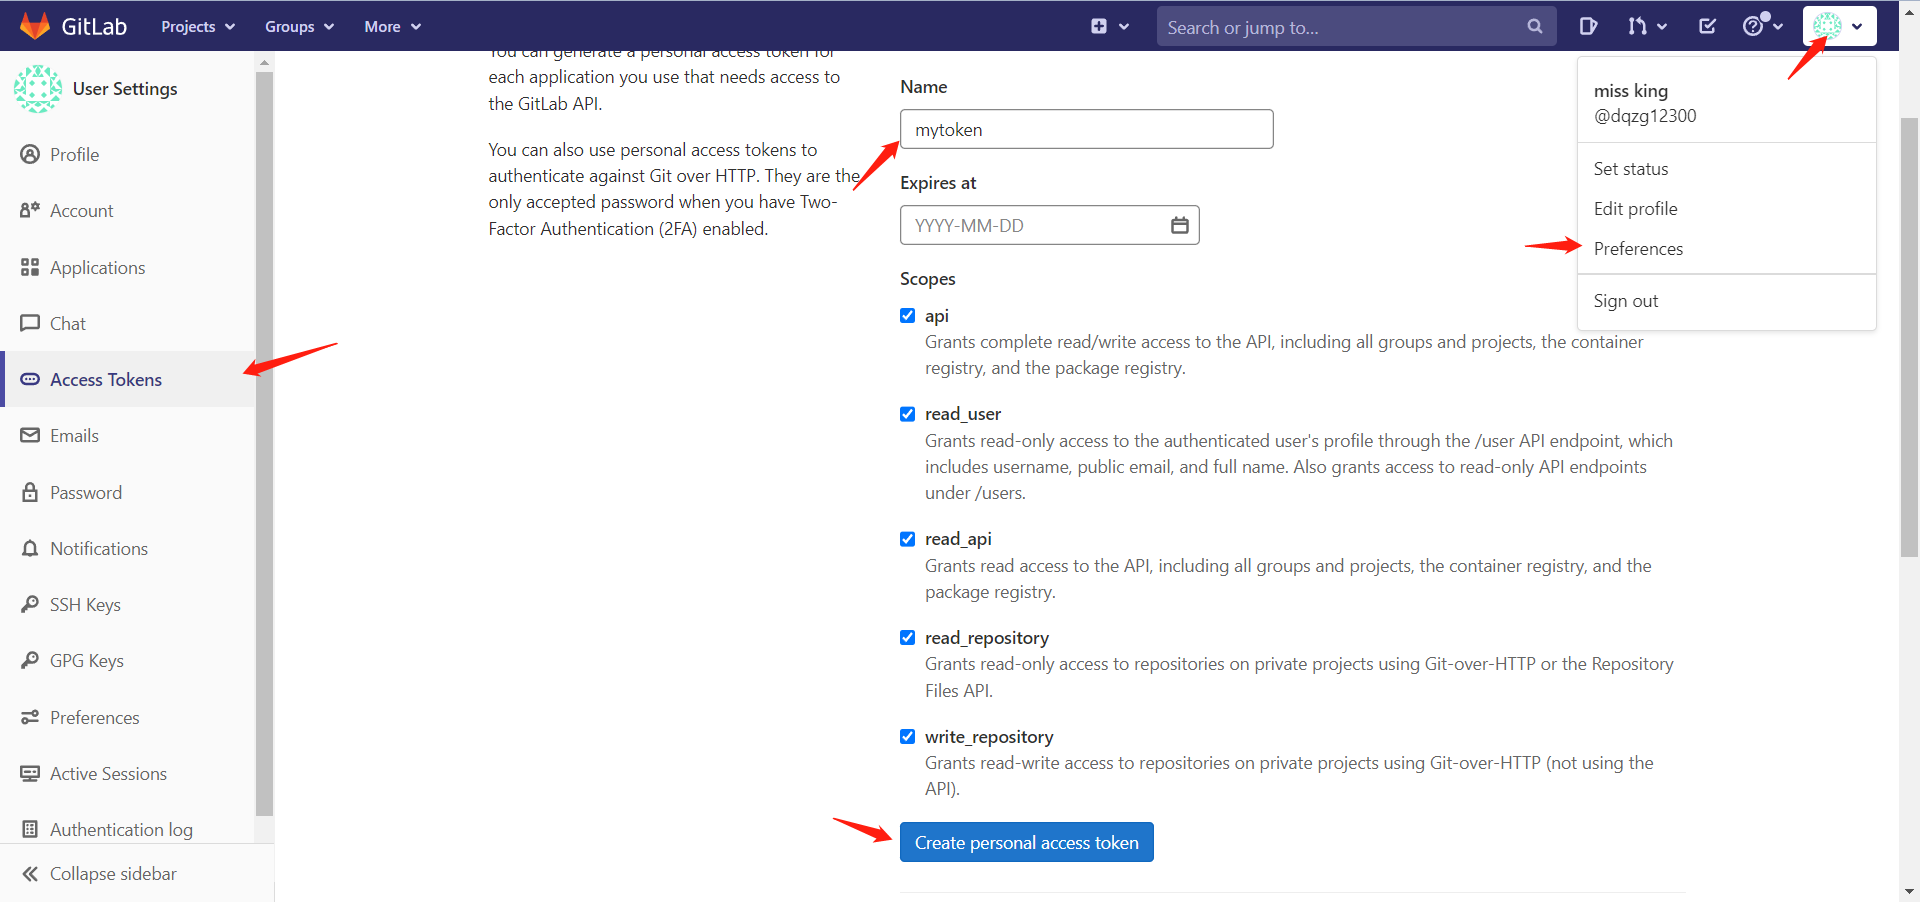 GitLab
Projects
Groups
More
Search or jump to...
User Settings
Profile
Account
Applications
Chat
Access Tokens
Emails
Password
Notifications
SSH Keys
GPG Keys
Preferences
Active Sessions
Authentication log
Collapse sidebar
You can generate a personal access token for
each application you use that needs access to
the GitLab API.
You can also use personal access tokens to
authenticate against Git over HTTP. They are the
only accepted password when you have Two-
Factor Authentication (2FA) enabled.
Name
mytoken
Expires at
YYYY-MM-DD
Scopes
api
Grants complete read/write access to the API, including all groups and projects, the container
registry, and the package registry.
read_user
Grants read-only access to the authenticated user's profile through the /user API endpoint, which
includes username, public email, and full name. Also grants access to read-only API endpoints
under /users.
read_api
Grants read access to the API, including all groups and projects, the container registry, and the
package registry.
read_repository
Grants read-only access to repositories on private projects using Git-over-HTTP or the Repository
Files API.
write_repository
Grants read-write access to repositories on private projects using Git-over-HTTP (not using the
API).
Create personal access token
miss king
@dqzg12300
Set status
Edit profile
Preferences
Sign out